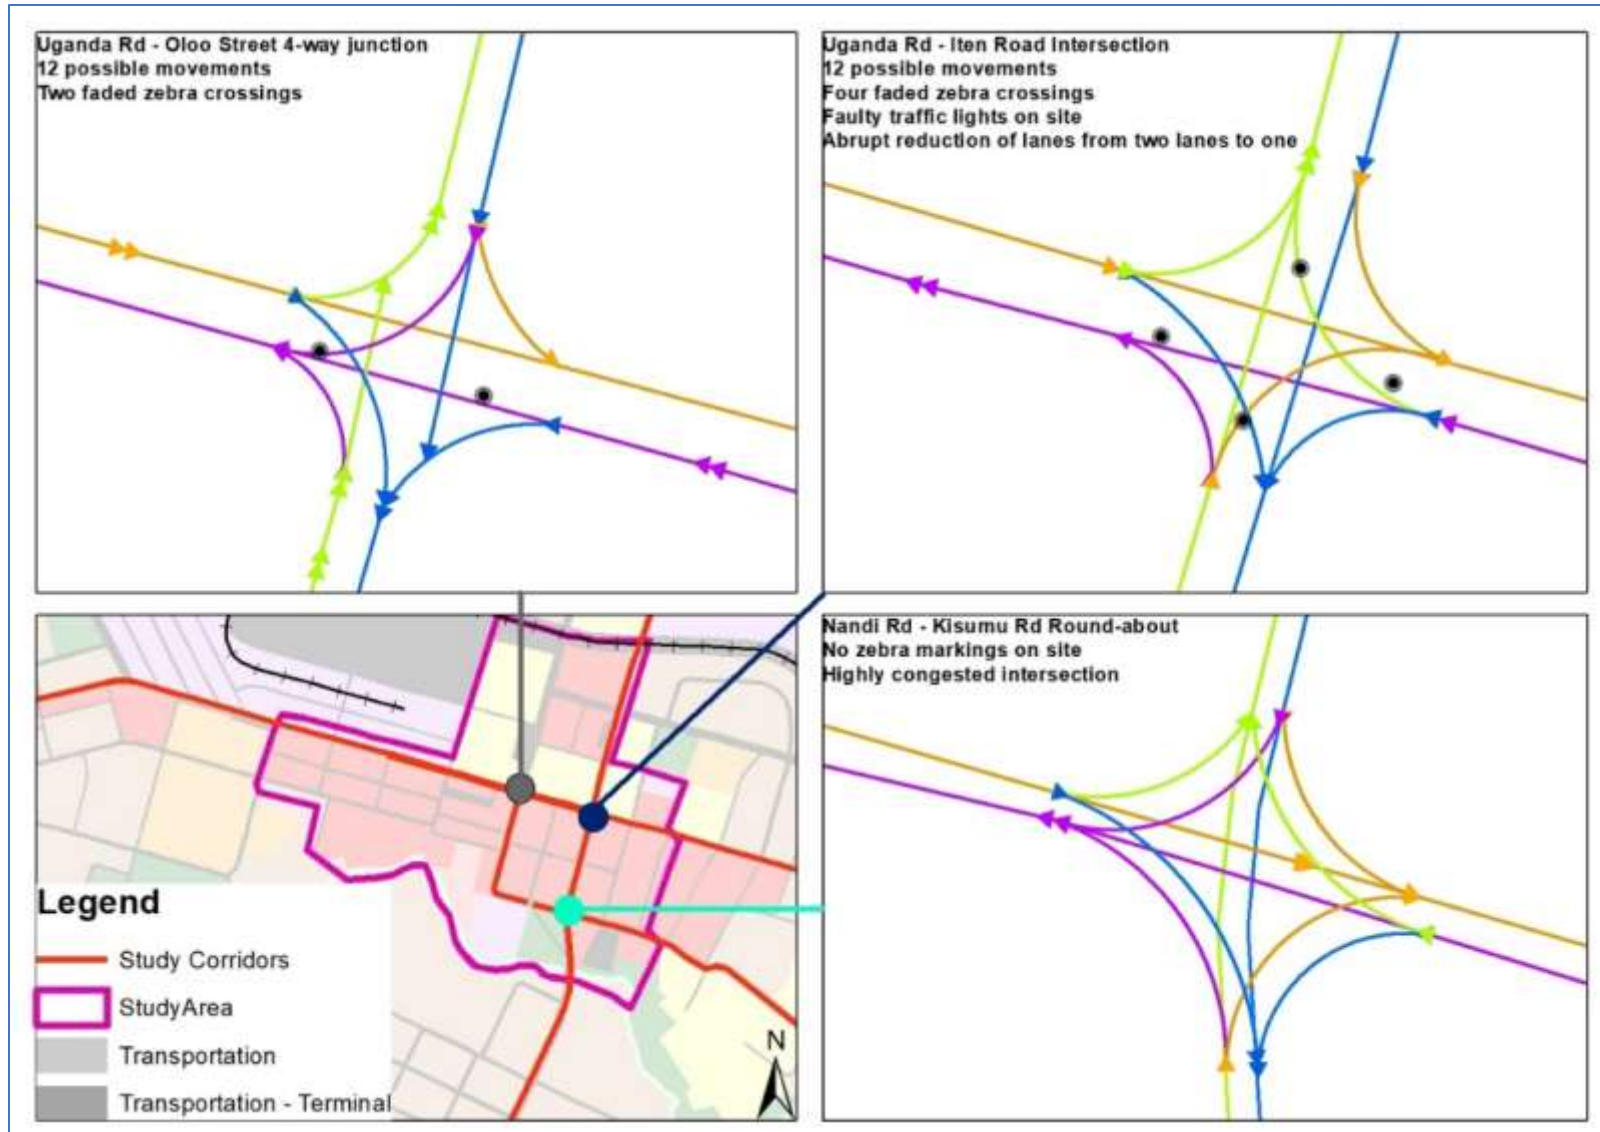 Uganda Rd - Oloo Street 4-way junction
12 possible movements
Two faded zebra crossings
Uganda Rd - Iten Road Intersection
12 possible movements
Four faded zebra crossings
Faulty traffic lights on site
Abrupt reduction of lanes from two lanes to one
Nandi Rd - Kisumu Rd Round-about
No zebra markings on site
Highly congested intersection
Legend
Study Corridors
StudyArea
Transportation
Transportation - Terminal
N